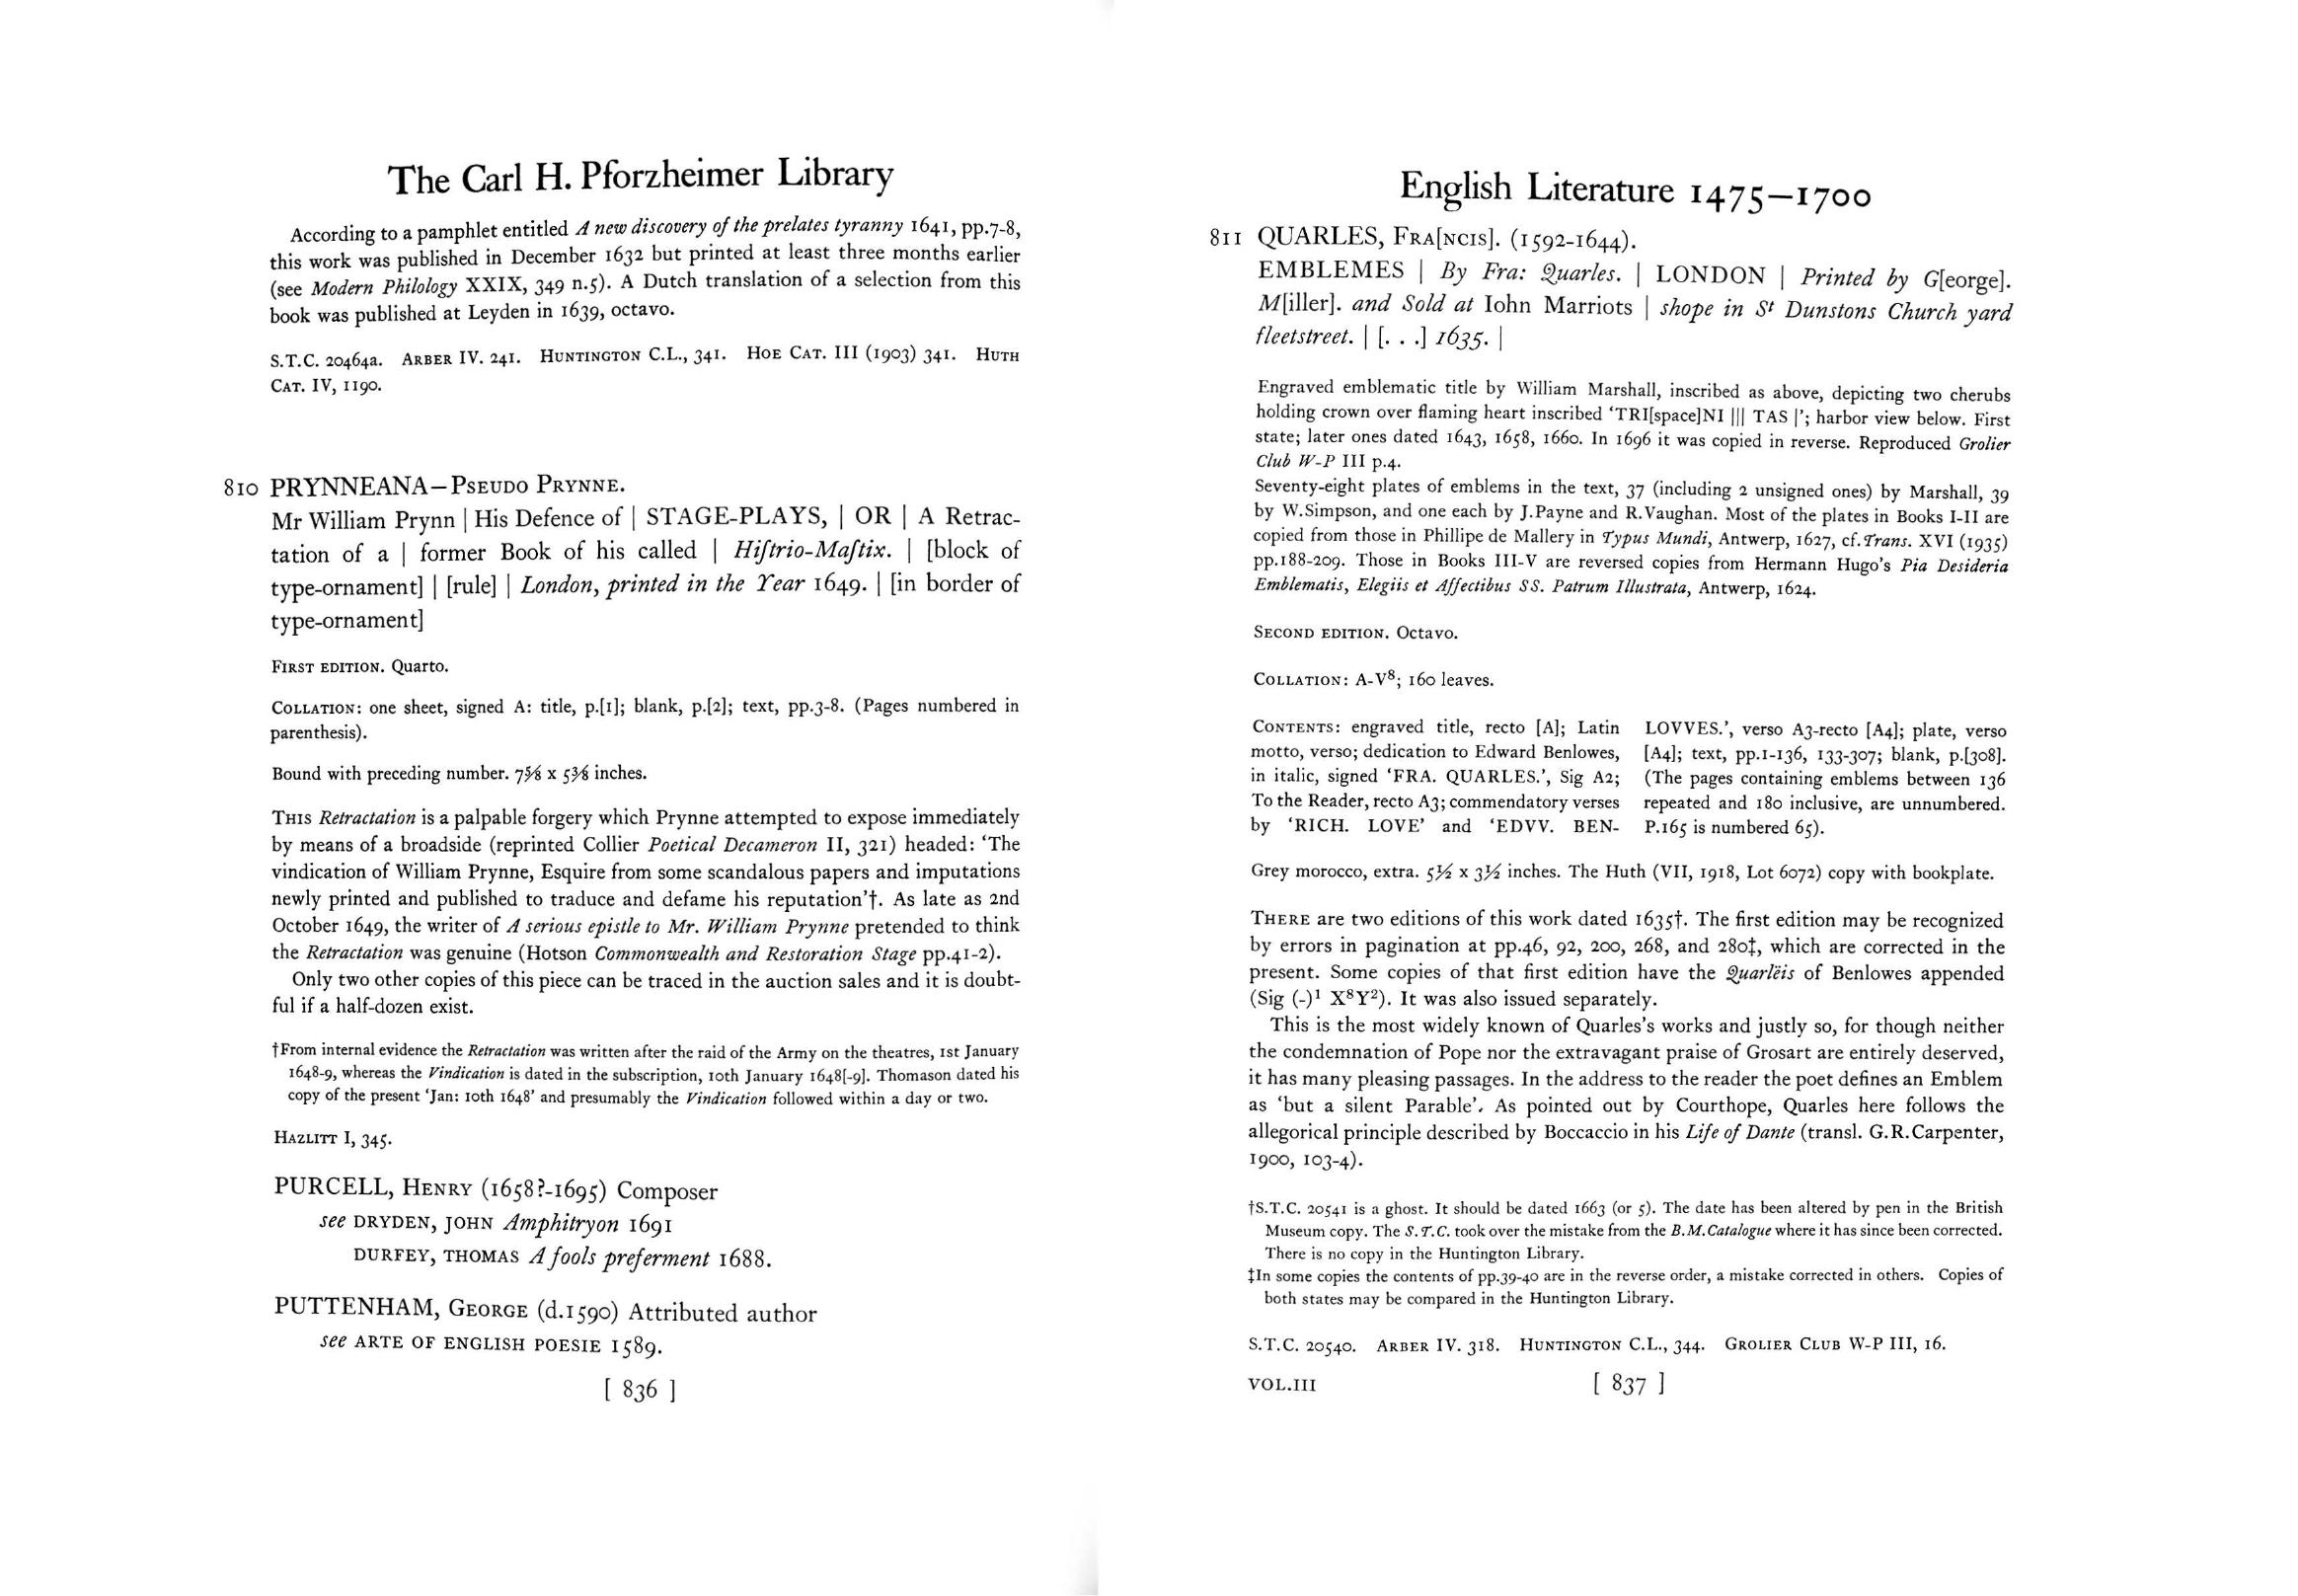 The Carl H. Pforzheimer Library
According to a pamphlet entitled A new discovery of the prelates tyranny 1641, pp.7-8,
this work was published in December 1632 but printed at least three months earlier
(see Modern Philology XXIX, 349 n.5). A Dutch translation of a selection from this
book was published at Leyden in 1639, octavo.
S.T.C. 20464a. ARBER IV. 241. HUNTINGTON C.L., 341. HOE CAT. III (1903) 341. HUTH
CAT. IV, 1190.
810 PRYNNEANA—PSEUDO PRYNNE.
Mr William Prynn | His Defence of | STAGE-PLAYS, | OR | A Retrac-
tation of a | former Book of his called | Hiſtrio-Maſtix. | [block of
type-ornament] | [rule] | London, printed in the Year 1649. | [in border of
type-ornament]
FIRST EDITION. Quarto.
COLLATION: one sheet, signed A: title, p.[1]; blank, p.[2]; text, pp.3-8. (Pages numbered in
parenthesis).
Bound with preceding number. 7⅝ x 5⅜ inches.
THIS Retractation is a palpable forgery which Prynne attempted to expose immediately
by means of a broadside (reprinted Collier Poetical Decameron II, 321) headed: ‘The
vindication of William Prynne, Esquire from some scandalous papers and imputations
newly printed and published to traduce and defame his reputation’†. As late as 2nd
October 1649, the writer of A serious epistle to Mr. William Prynne pretended to think
the Retractation was genuine (Hotson Commonwealth and Restoration Stage pp.41-2).
Only two other copies of this piece can be traced in the auction sales and it is doubt-
ful if a half-dozen exist.
†From internal evidence the Retractation was written after the raid of the Army on the theatres, 1st January
1648-9, whereas the Vindication is dated in the subscription, 10th January 1648[-9]. Thomason dated his
copy of the present ‘Jan: 10th 1648’ and presumably the Vindication followed within a day or two.
HAZLITT I, 345.
PURCELL, HENRY (1658?-1695) Composer
see DRYDEN, JOHN Amphitryon 1691
DURFEY, THOMAS A fools preferment 1688.
PUTTENHAM, GEORGE (d.1590) Attributed author
see ARTE OF ENGLISH POESIE 1589.
[ 836 ]
English Literature 1475—1700
811 QUARLES, FRA[NCIS]. (1592-1644).
EMBLEMES | By Fra: Quarles. | LONDON | Printed by G[eorge].
M[iller]. and Sold at Iohn Marriots | shope in St Dunstons Church yard
fleetstreet. | [. . .] 1635. |
Engraved emblematic title by William Marshall, inscribed as above, depicting two cherubs
holding crown over flaming heart inscribed ‘TRI[space]NI ||| TAS |’; harbor view below. First
state; later ones dated 1643, 1658, 1660. In 1696 it was copied in reverse. Reproduced Grolier
Club W-P III p.4.
Seventy-eight plates of emblems in the text, 37 (including 2 unsigned ones) by Marshall, 39
by W.Simpson, and one each by J.Payne and R.Vaughan. Most of the plates in Books I-II are
copied from those in Phillipe de Mallery in Typus Mundi, Antwerp, 1627, cf.Trans. XVI (1935)
pp.188-209. Those in Books III-V are reversed copies from Hermann Hugo’s Pia Desideria
Emblematis, Elegiis et Affectibus SS. Patrum Illustrata, Antwerp, 1624.
SECOND EDITION. Octavo.
COLLATION: A-V⁸; 160 leaves.
CONTENTS: engraved title, recto [A]; Latin
motto, verso; dedication to Edward Benlowes,
in italic, signed ‘FRA. QUARLES.’, Sig A2;
To the Reader, recto A3; commendatory verses
by ‘RICH. LOVE’ and ‘EDVV. BEN-
LOVVES.’, verso A3-recto [A4]; plate, verso
[A4]; text, pp.1-136, 133-307; blank, p.[308].
(The pages containing emblems between 136
repeated and 180 inclusive, are unnumbered.
P.165 is numbered 65).
Grey morocco, extra. 5½ x 3½ inches. The Huth (VII, 1918, Lot 6072) copy with bookplate.
THERE are two editions of this work dated 1635†. The first edition may be recognized
by errors in pagination at pp.46, 92, 200, 268, and 280‡, which are corrected in the
present. Some copies of that first edition have the Quarlëis of Benlowes appended
(Sig (-)¹ X⁸Y²). It was also issued separately.
This is the most widely known of Quarles’s works and justly so, for though neither
the condemnation of Pope nor the extravagant praise of Grosart are entirely deserved,
it has many pleasing passages. In the address to the reader the poet defines an Emblem
as ‘but a silent Parable’. As pointed out by Courthope, Quarles here follows the
allegorical principle described by Boccaccio in his Life of Dante (transl. G.R.Carpenter,
1900, 103-4).
†S.T.C. 20541 is a ghost. It should be dated 1663 (or 5). The date has been altered by pen in the British
Museum copy. The S.T.C. took over the mistake from the B.M.Catalogue where it has since been corrected.
There is no copy in the Huntington Library.
‡In some copies the contents of pp.39-40 are in the reverse order, a mistake corrected in others. Copies of
both states may be compared in the Huntington Library.
S.T.C. 20540. ARBER IV. 318. HUNTINGTON C.L., 344. GROLIER CLUB W-P III, 16.
VOL.III
[ 837 ]